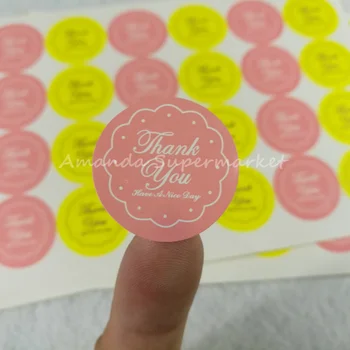 Thank
You
Have A Nice Day
Amanda Supermarket